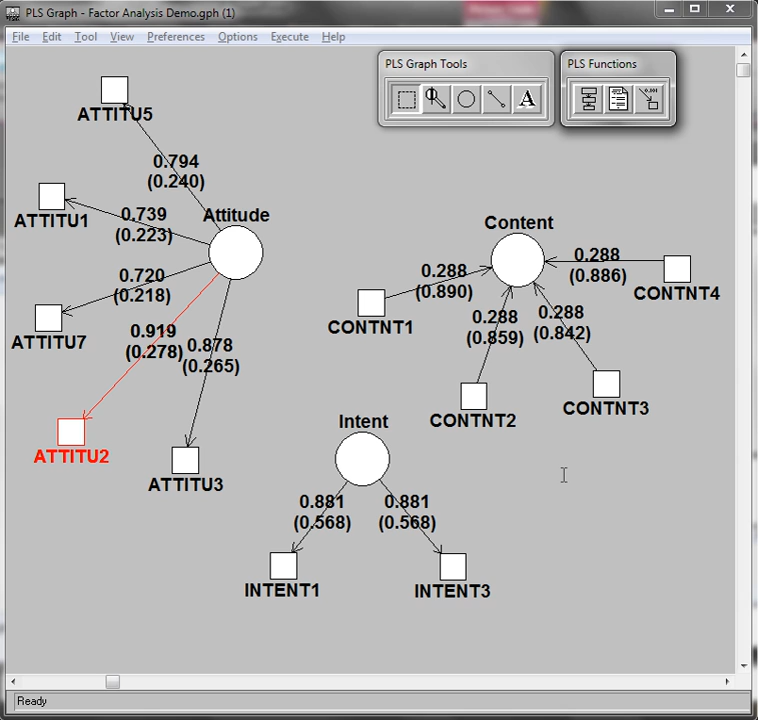 PLS Graph - Factor Analysis Demo.gph (1)
File Edit Tool View Preferences Options Execute Help
PLS Graph Tools
PLS Functions
A
0.001
ATTITU5
0.794
(0.240)
ATTITU1
0.739
(0.223)
Attitude
0.720
(0.218)
ATTITU7
0.919
(0.278)
0.878
(0.265)
ATTITU2
ATTITU3
Content
0.288
(0.890)
CONTNT1
0.288
(0.886)
CONTNT4
0.288
(0.859)
CONTNT2
0.288
(0.842)
CONTNT3
Intent
0.881
(0.568)
0.881
(0.568)
INTENT1
INTENT3
Ready